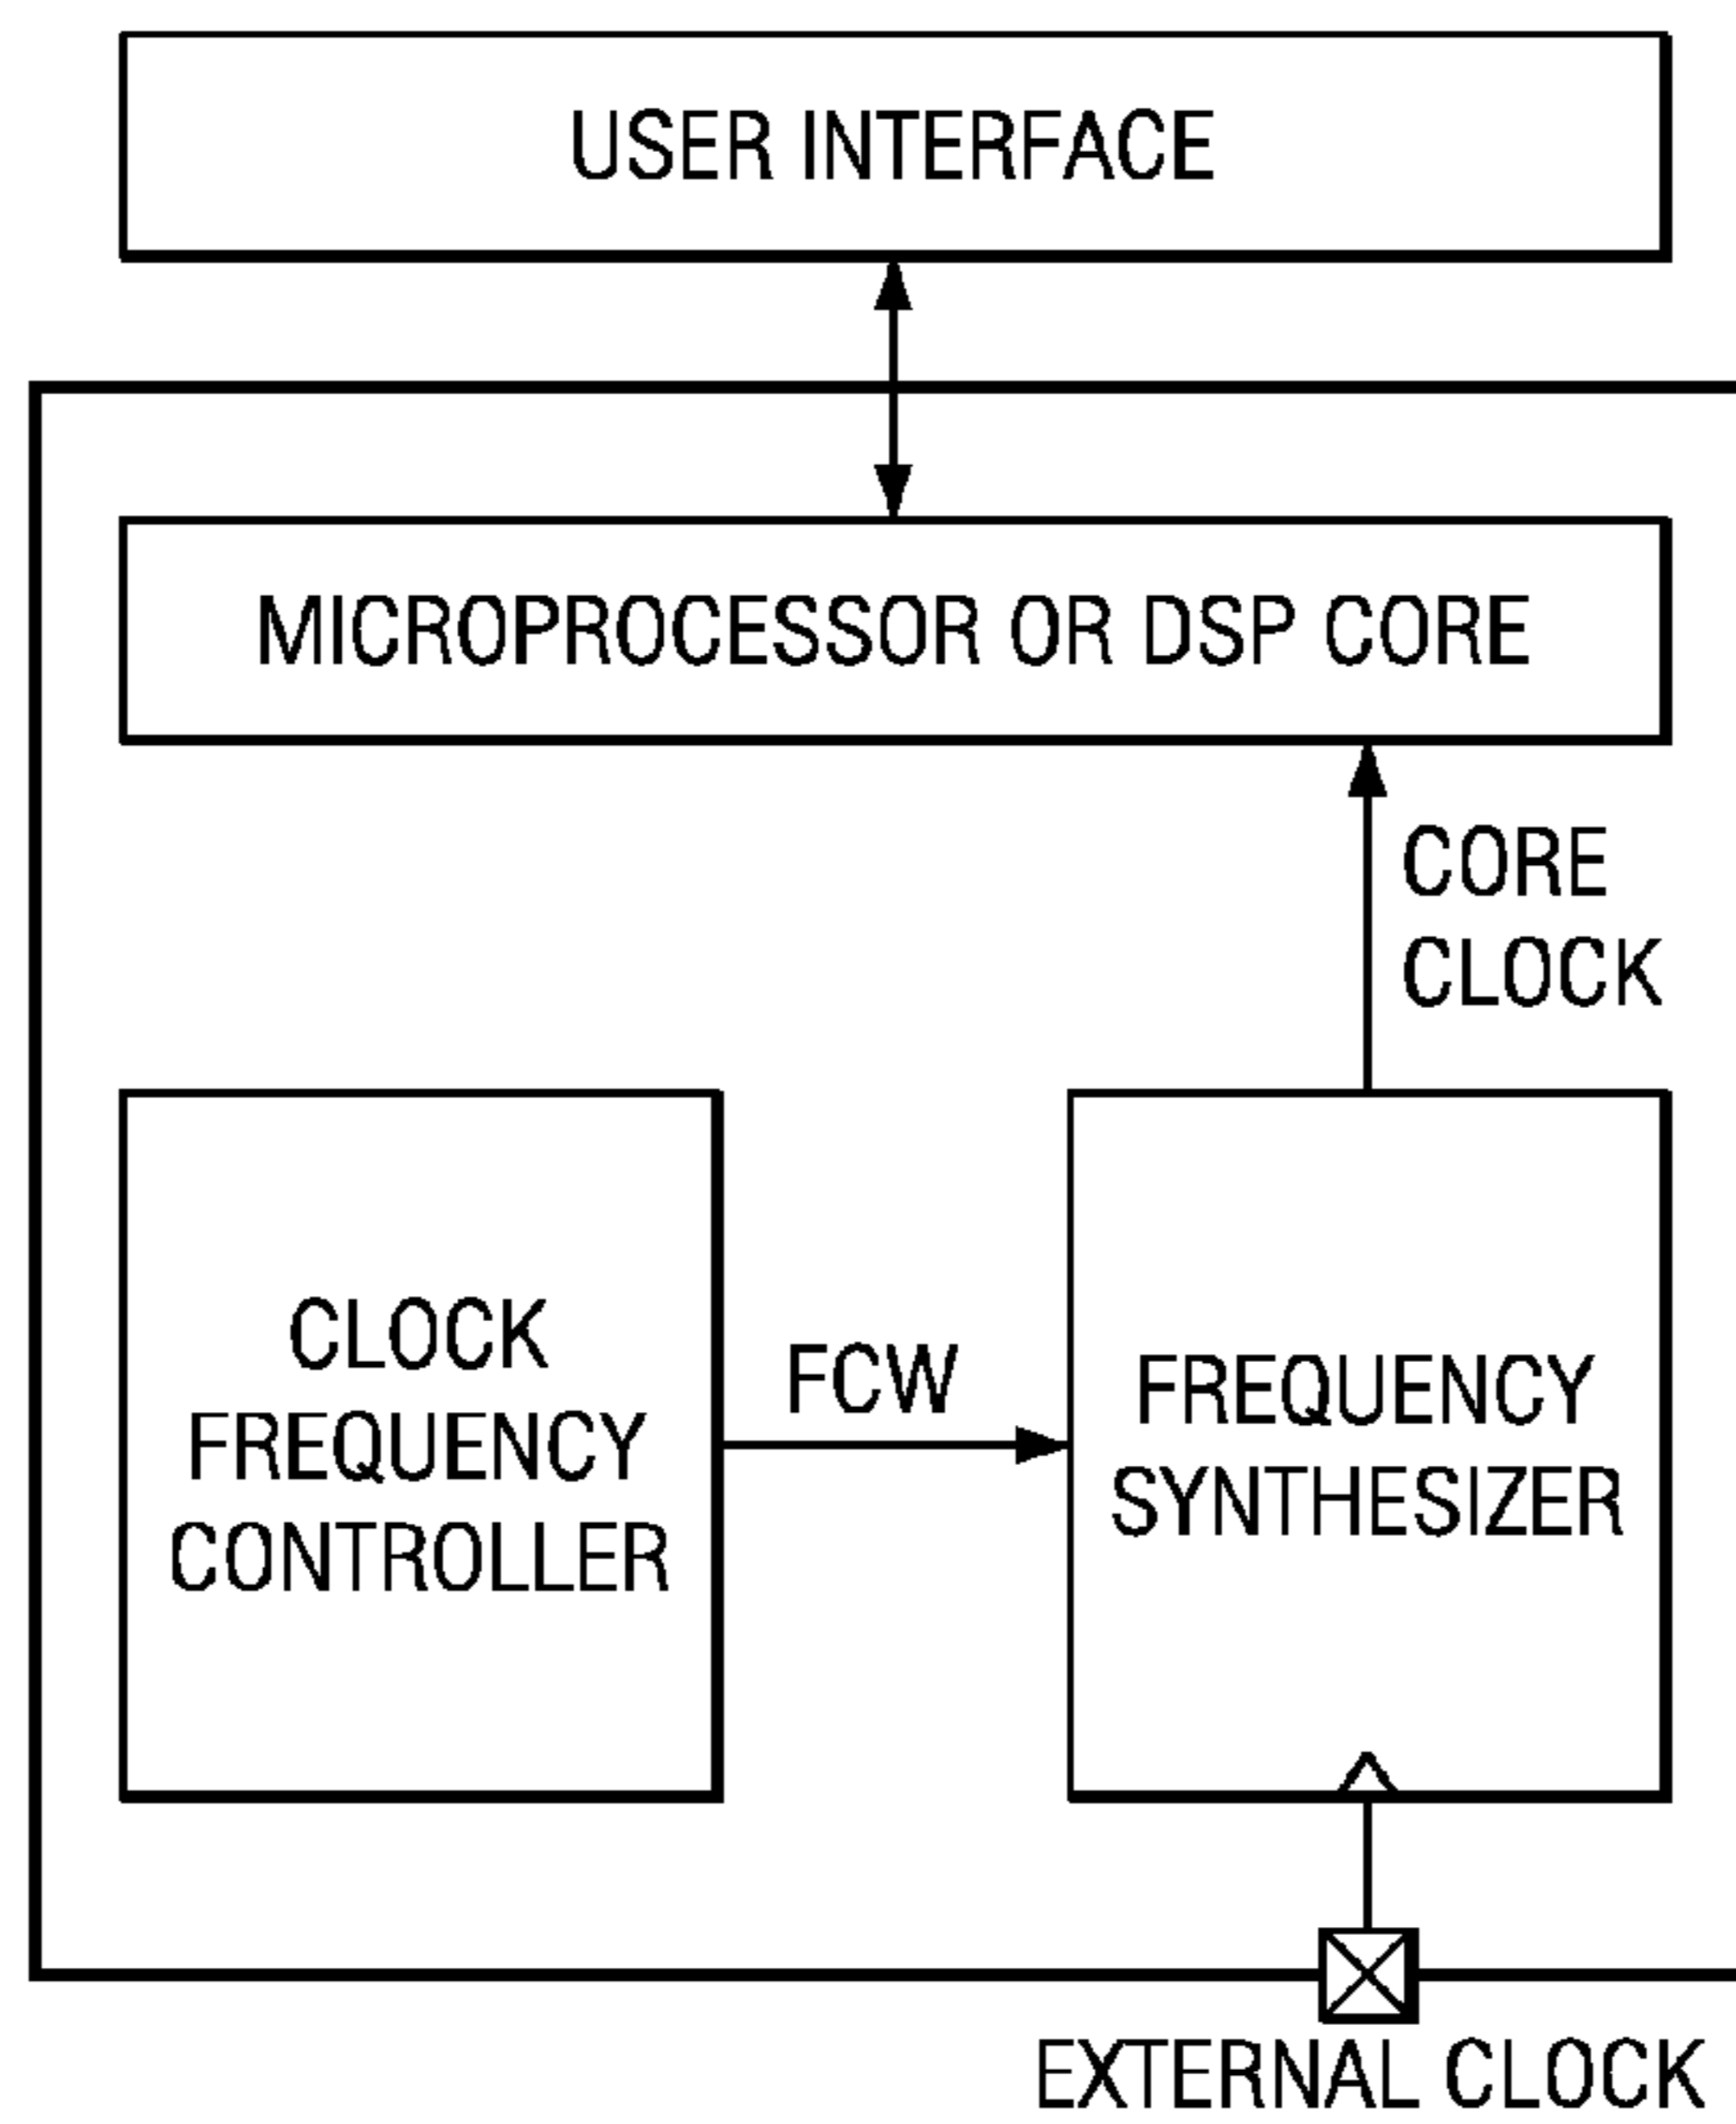 USER INTERFACE
MICROPROCESSOR OR DSP CORE
CORE
CLOCK
CLOCK
FREQUENCY
CONTROLLER
FCW
FREQUENCY
SYNTHESIZER
EXTERNAL CLOCK